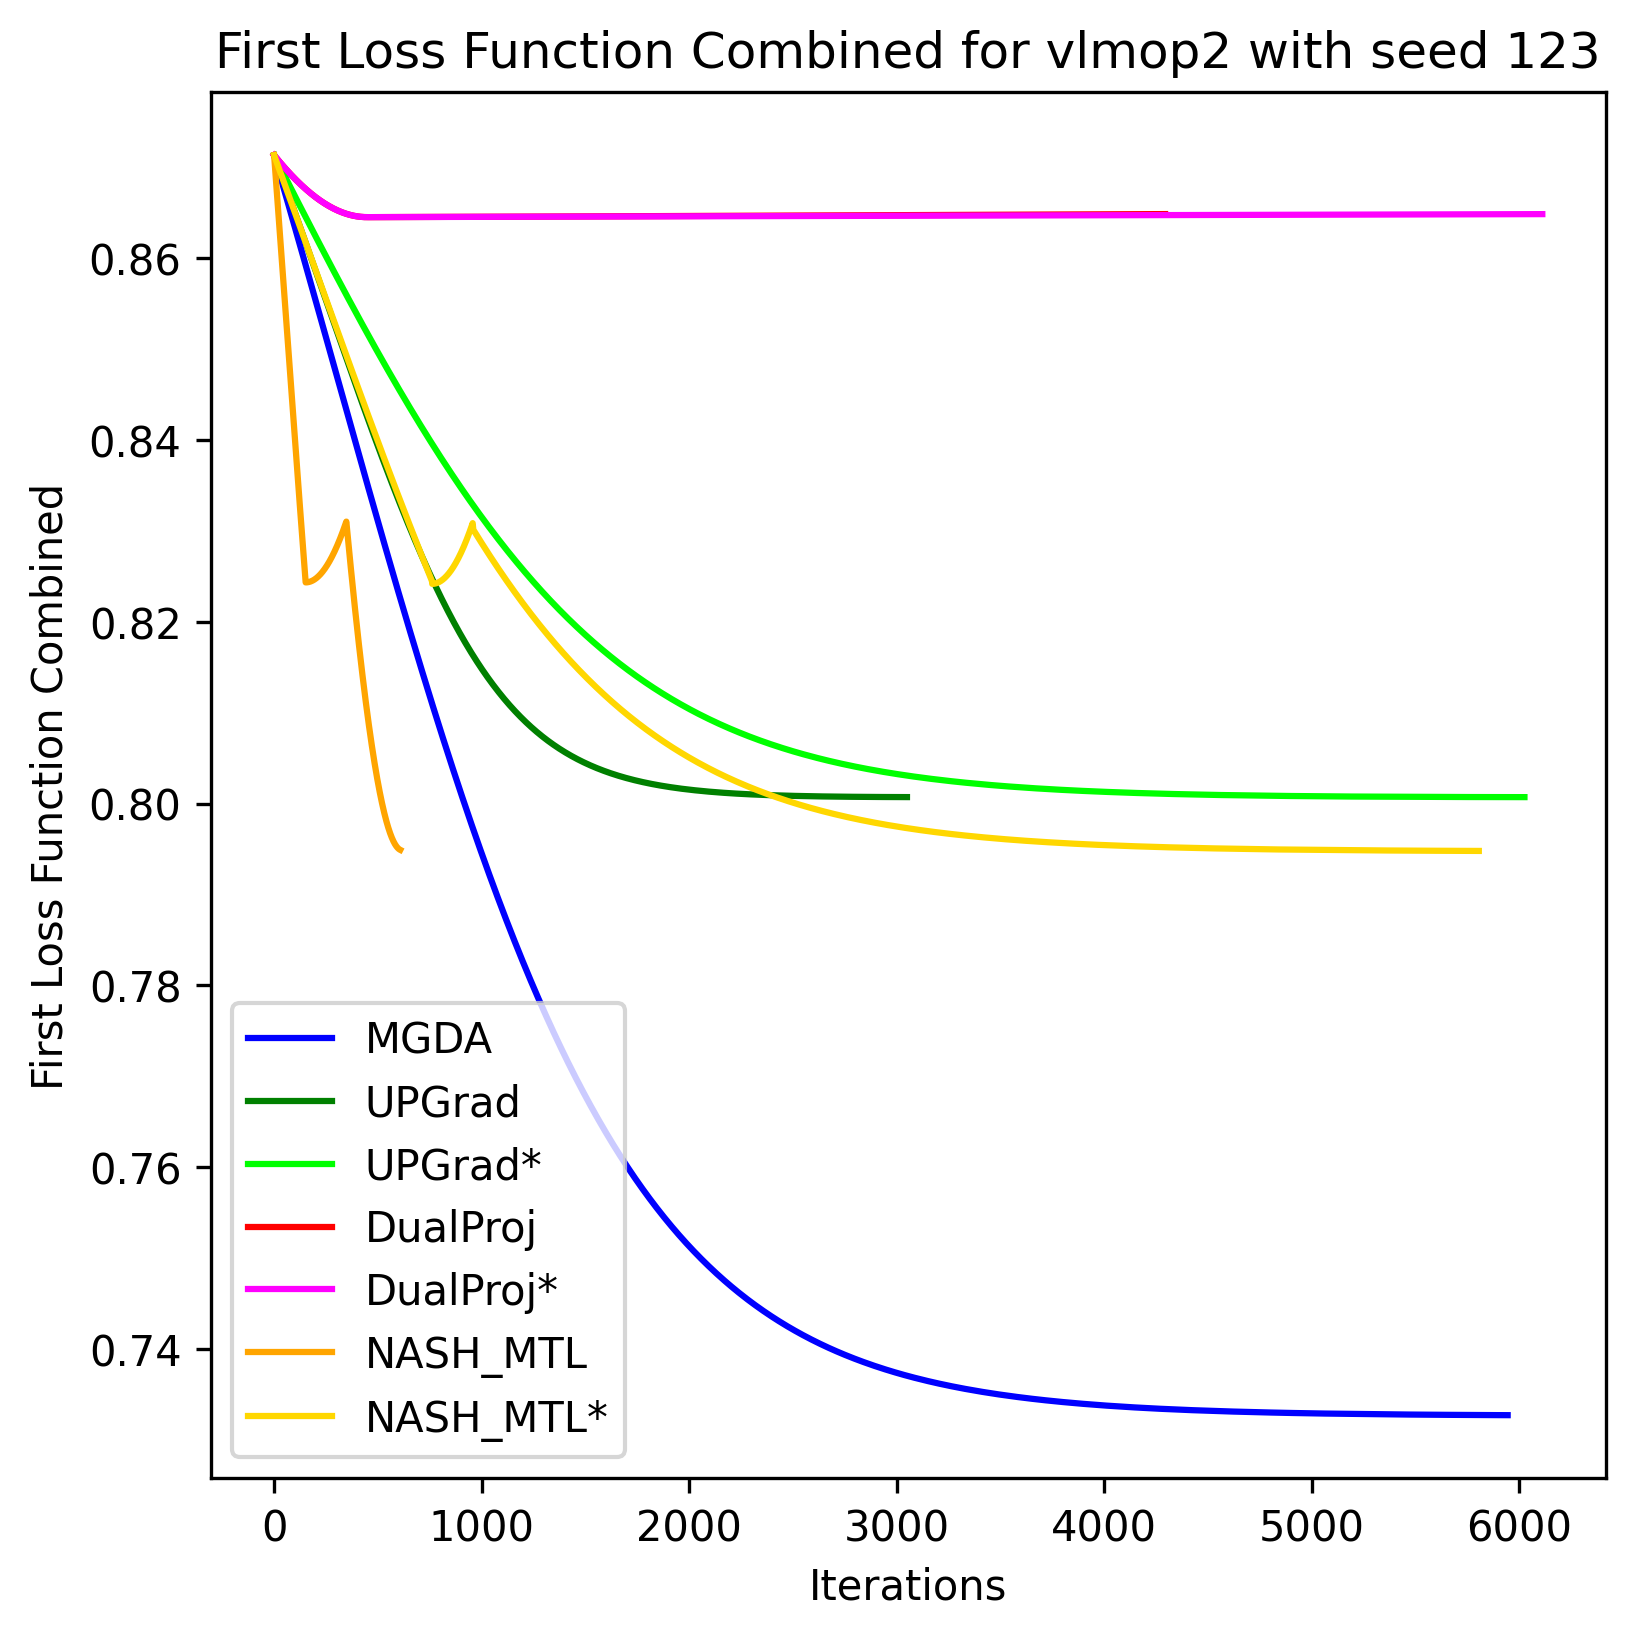 First Loss Function Combined for vlmop2 with seed 123
First Loss Function Combined
0.86
0.84
0.82
0.80
0.78
0.76
0.74
MGDA
UPGrad
UPGrad*
DualProj
DualProj*
NASH_MTL
NASH_MTL*
0 1000 2000 3000 4000 5000 6000
Iterations